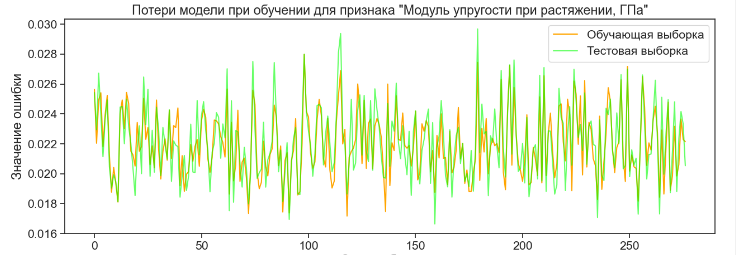 Потери модели при обучении для признака "Модуль упругости при растяжении, ГПа"
Обучающая выборка
Тестовая выборка
Значение ошибки
0.030
0.028
0.026
0.024
0.022
0.020
0.018
0.016
0 50 100 150 200 250